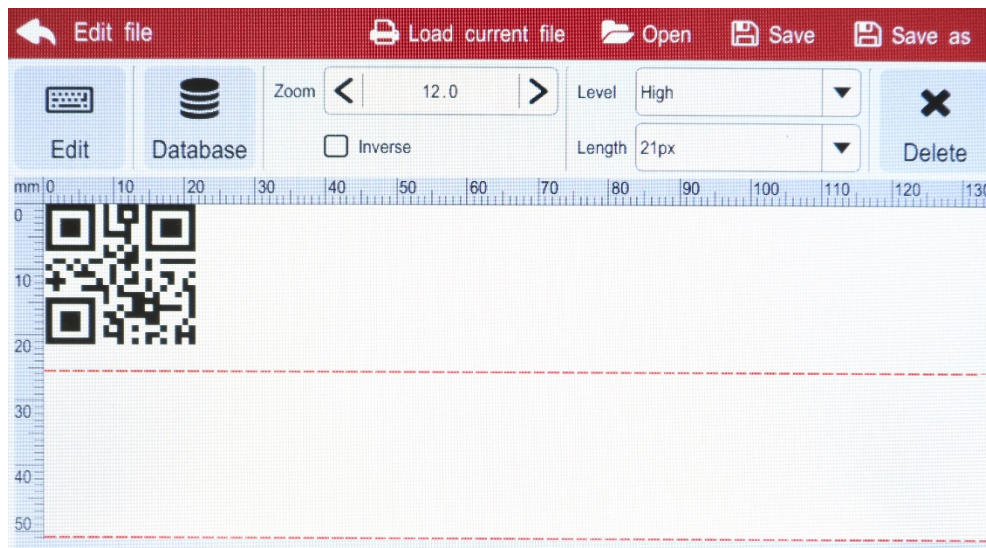 Edit file Load current file Open Save Save as
Zoom 12.0 Level High
Inverse Length 21px
Edit Database Delete
mm 0 10 20 30 40 50 60 70 80 90 100 110 120 130
0
10
20
30
40
50